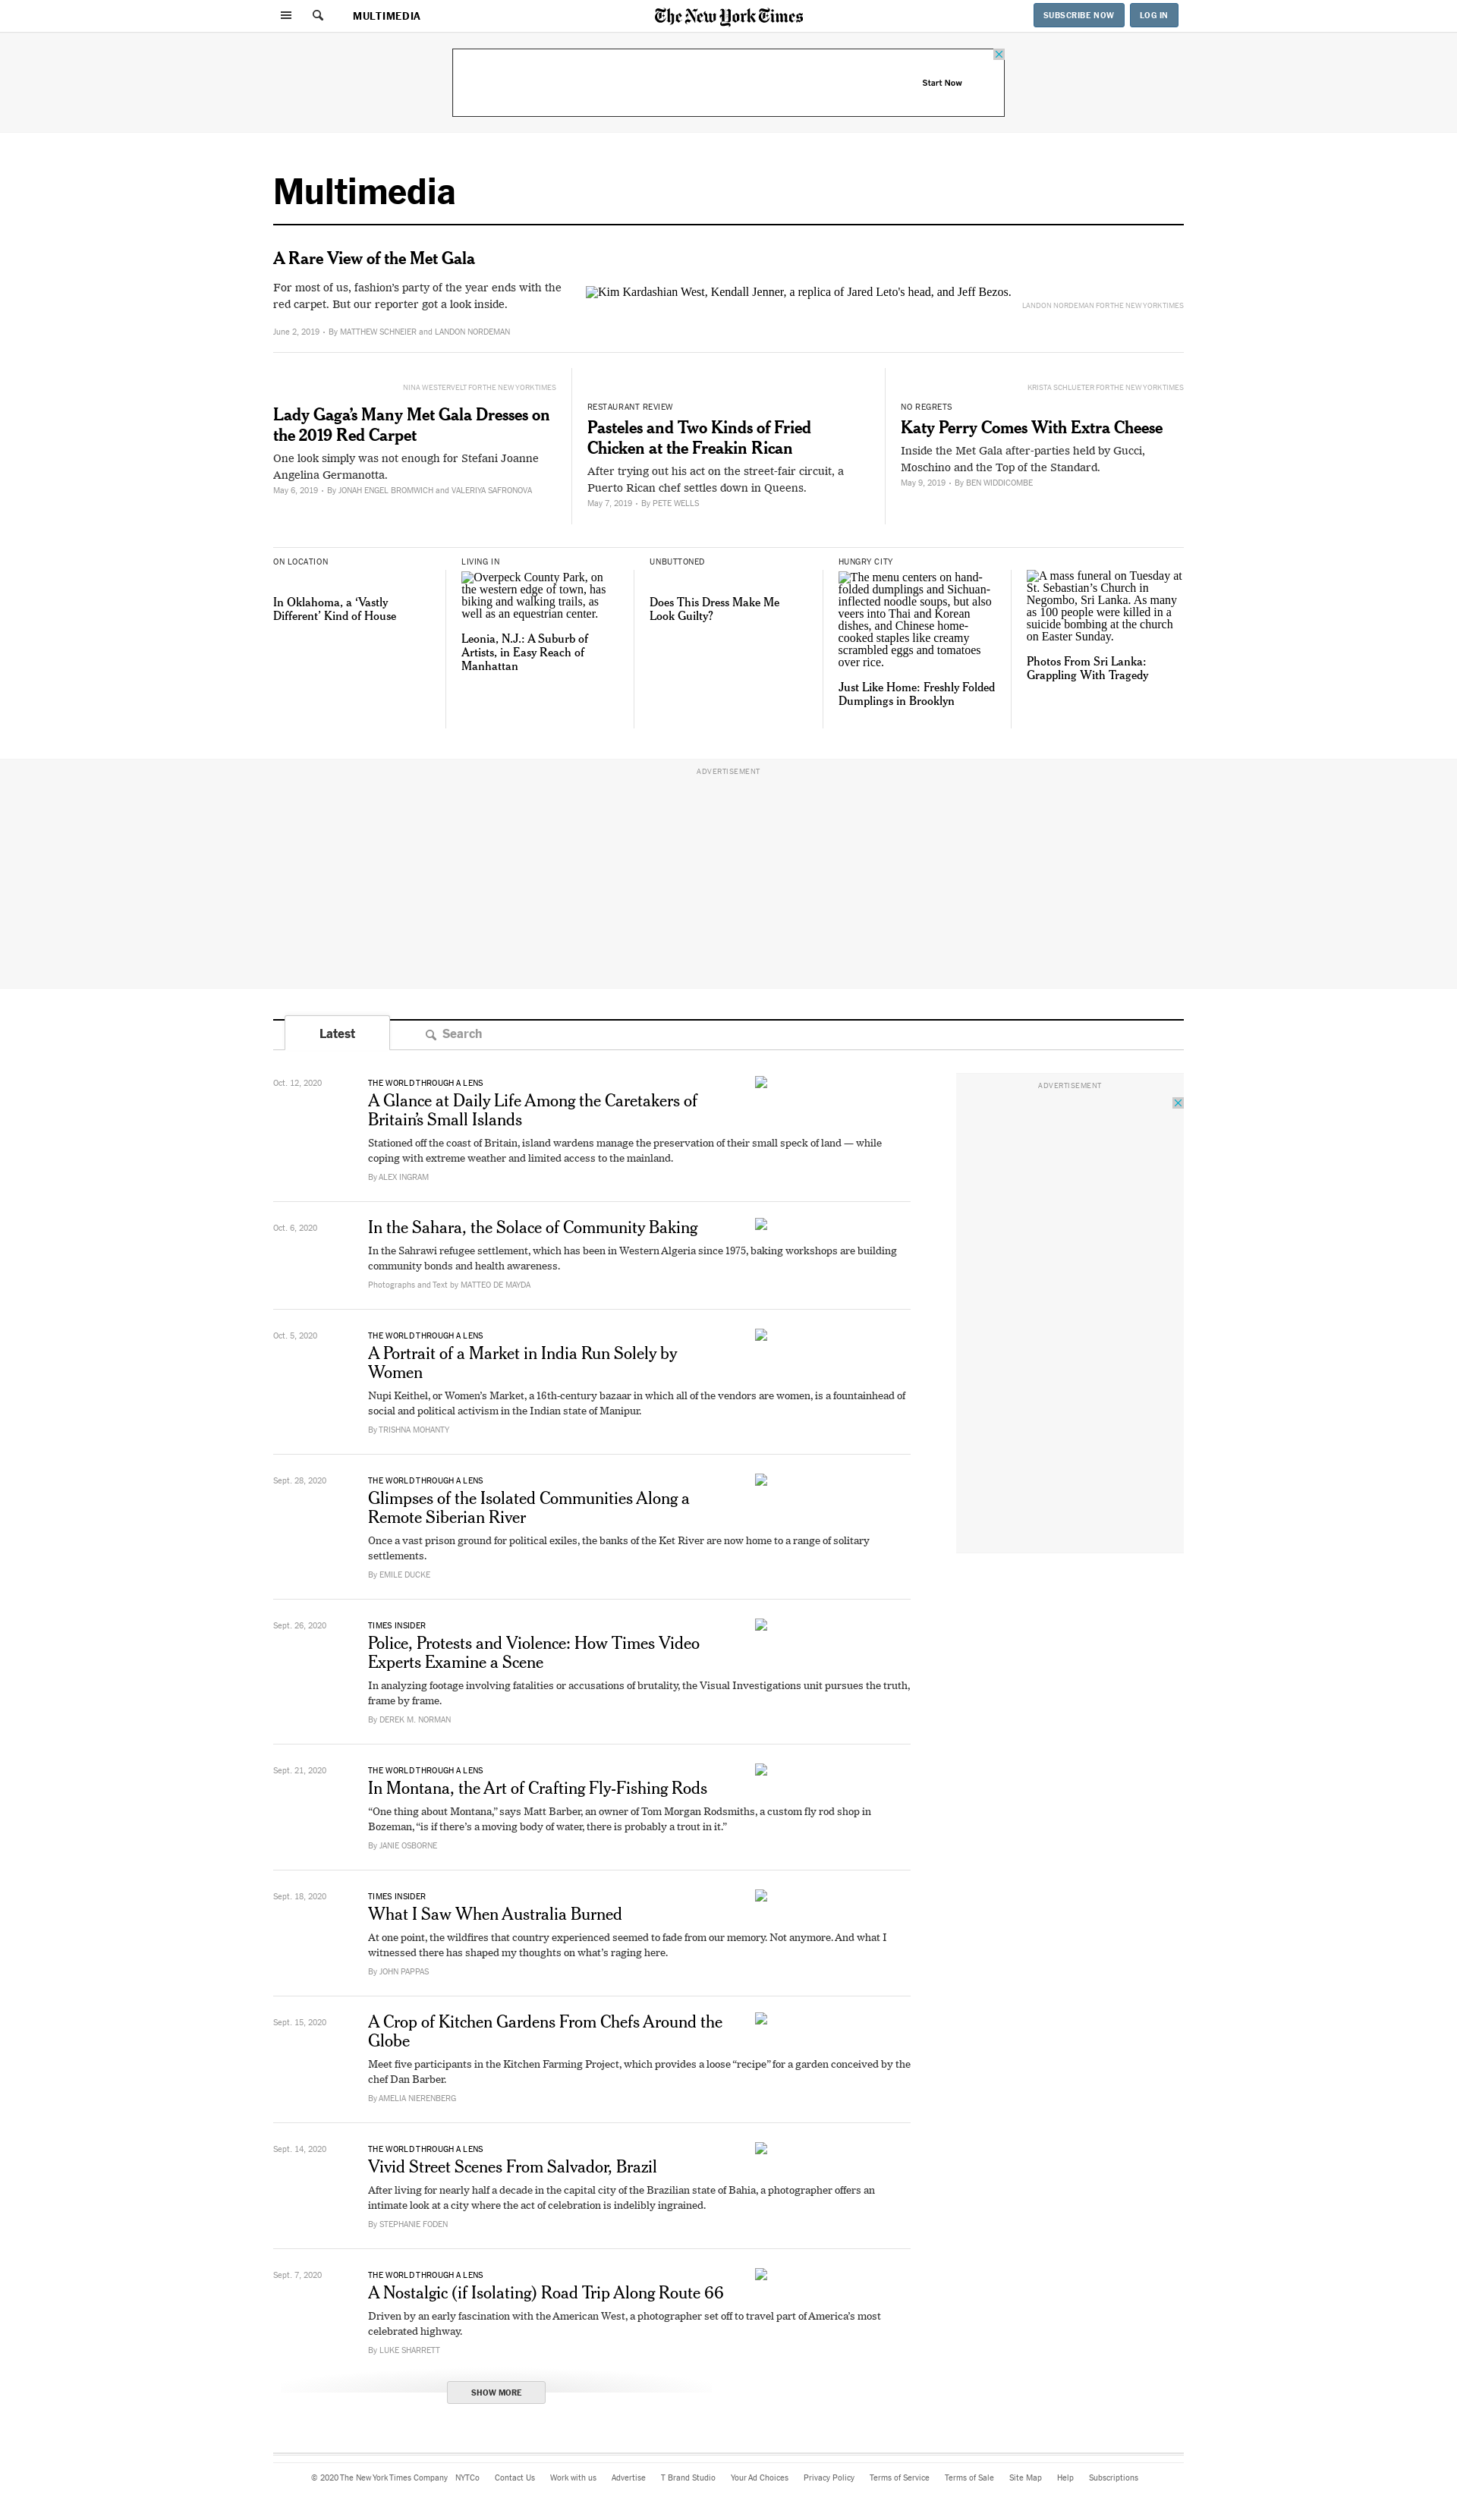 MULTIMEDIA
The New York Times
SUBSCRIBE NOW
LOG IN
Start Now
Multimedia
A Rare View of the Met Gala
For most of us, fashion's party of the year ends with the
red carpet. But our reporter got a look inside.
June 2, 2019 • By MATTHEW SCHNEIER and LANDON NORDEMAN
Kim Kardashian West, Kendall Jenner, a replica of Jared Leto's head, and Jeff Bezos.
LANDON NORDEMAN FOR THE NEW YORK TIMES
NINA WESTERVELT FOR THE NEW YORK TIMES
Lady Gaga's Many Met Gala Dresses on
the 2019 Red Carpet
One look simply was not enough for Stefani Joanne
Angelina Germanotta.
May 6, 2019 • By JONAH ENGEL BROMWICH and VALERIYA SAFRONOVA
RESTAURANT REVIEW
Pasteles and Two Kinds of Fried
Chicken at the Freakin Rican
After trying out his act on the street-fair circuit, a
Puerto Rican chef settles down in Queens.
May 7, 2019 • By PETE WELLS
KRISTA SCHLUETER FOR THE NEW YORK TIMES
NO REGRETS
Katy Perry Comes With Extra Cheese
Inside the Met Gala after-parties held by Gucci,
Moschino and the Top of the Standard.
May 9, 2019 • By BEN WIDDICOMBE
ON LOCATION
In Oklahoma, a ‘Vastly
Different’ Kind of House
LIVING IN
Overpeck County Park, on
the western edge of town, has
biking and walking trails, as
well as an equestrian center.
Leonia, N.J.: A Suburb of
Artists, in Easy Reach of
Manhattan
UNBUTTONED
Does This Dress Make Me
Look Guilty?
HUNGRY CITY
The menu centers on hand-
folded dumplings and Sichuan-
inflected noodle soups, but also
veers into Thai and Korean
dishes, and Chinese home-
cooked staples like creamy
scrambled eggs and tomatoes
over rice.
Just Like Home: Freshly Folded
Dumplings in Brooklyn
A mass funeral on Tuesday at
St. Sebastian’s Church in
Negombo, Sri Lanka. As many
as 100 people were killed in a
suicide bombing at the church
on Easter Sunday.
Photos From Sri Lanka:
Grappling With Tragedy
ADVERTISEMENT
Latest
Search
ADVERTISEMENT
Oct. 12, 2020
THE WORLD THROUGH A LENS
A Glance at Daily Life Among the Caretakers of
Britain’s Small Islands
Stationed off the coast of Britain, island wardens manage the preservation of their small speck of land — while
coping with extreme weather and limited access to the mainland.
By ALEX INGRAM
Oct. 6, 2020
In the Sahara, the Solace of Community Baking
In the Sahrawi refugee settlement, which has been in Western Algeria since 1975, baking workshops are building
community bonds and health awareness.
Photographs and Text by MATTEO DE MAYDA
Oct. 5, 2020
THE WORLD THROUGH A LENS
A Portrait of a Market in India Run Solely by
Women
Nupi Keithel, or Women’s Market, a 16th-century bazaar in which all of the vendors are women, is a fountainhead of
social and political activism in the Indian state of Manipur.
By TRISHNA MOHANTY
Sept. 28, 2020
THE WORLD THROUGH A LENS
Glimpses of the Isolated Communities Along a
Remote Siberian River
Once a vast prison ground for political exiles, the banks of the Ket River are now home to a range of solitary
settlements.
By EMILE DUCKE
Sept. 26, 2020
TIMES INSIDER
Police, Protests and Violence: How Times Video
Experts Examine a Scene
In analyzing footage involving fatalities or accusations of brutality, the Visual Investigations unit pursues the truth,
frame by frame.
By DEREK M. NORMAN
Sept. 21, 2020
THE WORLD THROUGH A LENS
In Montana, the Art of Crafting Fly-Fishing Rods
“One thing about Montana,” says Matt Barber, an owner of Tom Morgan Rodsmiths, a custom fly rod shop in
Bozeman, “is if there’s a moving body of water, there is probably a trout in it.”
By JANIE OSBORNE
Sept. 18, 2020
TIMES INSIDER
What I Saw When Australia Burned
At one point, the wildfires that country experienced seemed to fade from our memory. Not anymore. And what I
witnessed there has shaped my thoughts on what’s raging here.
By JOHN PAPPAS
Sept. 15, 2020
A Crop of Kitchen Gardens From Chefs Around the
Globe
Meet five participants in the Kitchen Farming Project, which provides a loose “recipe” for a garden conceived by the
chef Dan Barber.
By AMELIA NIERENBERG
Sept. 14, 2020
THE WORLD THROUGH A LENS
Vivid Street Scenes From Salvador, Brazil
After living for nearly half a decade in the capital city of the Brazilian state of Bahia, a photographer offers an
intimate look at a city where the act of celebration is indelibly ingrained.
By STEPHANIE FODEN
Sept. 7, 2020
THE WORLD THROUGH A LENS
A Nostalgic (if Isolating) Road Trip Along Route 66
Driven by an early fascination with the American West, a photographer set off to travel part of America’s most
celebrated highway.
By LUKE SHARRETT
SHOW MORE
© 2020 The New York Times Company NYTCo Contact Us Work with us Advertise T Brand Studio Your Ad Choices Privacy Policy Terms of Service Terms of Sale Site Map Help Subscriptions